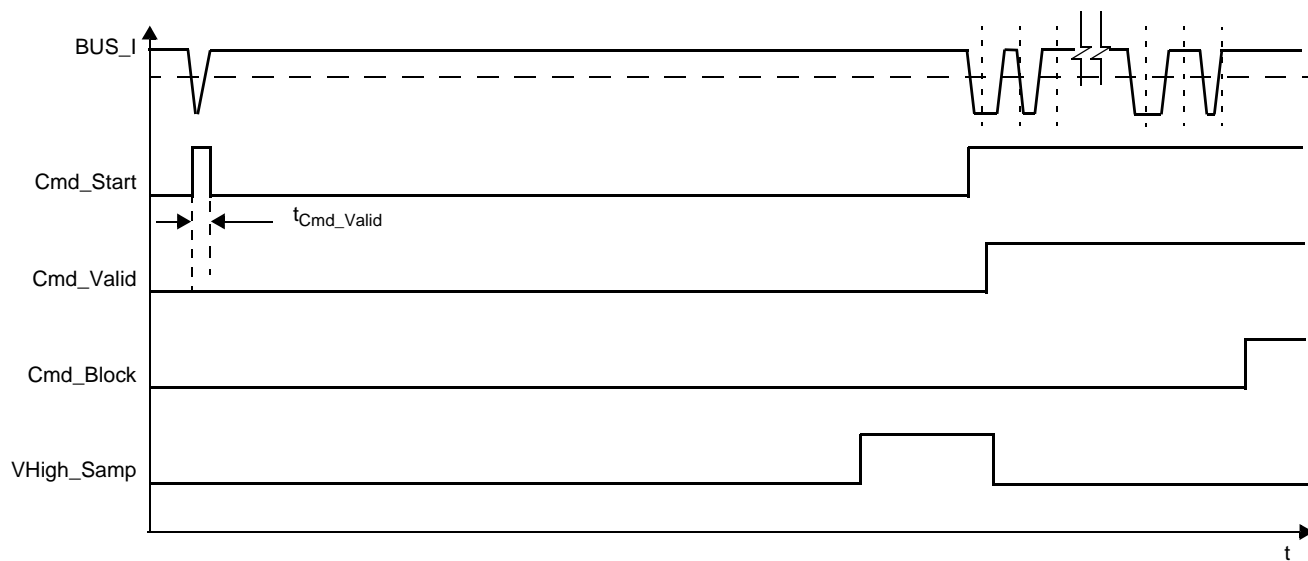 BUS_I
Cmd_Start
tCmd_Valid
Cmd_Valid
Cmd_Block
VHigh_Samp
t